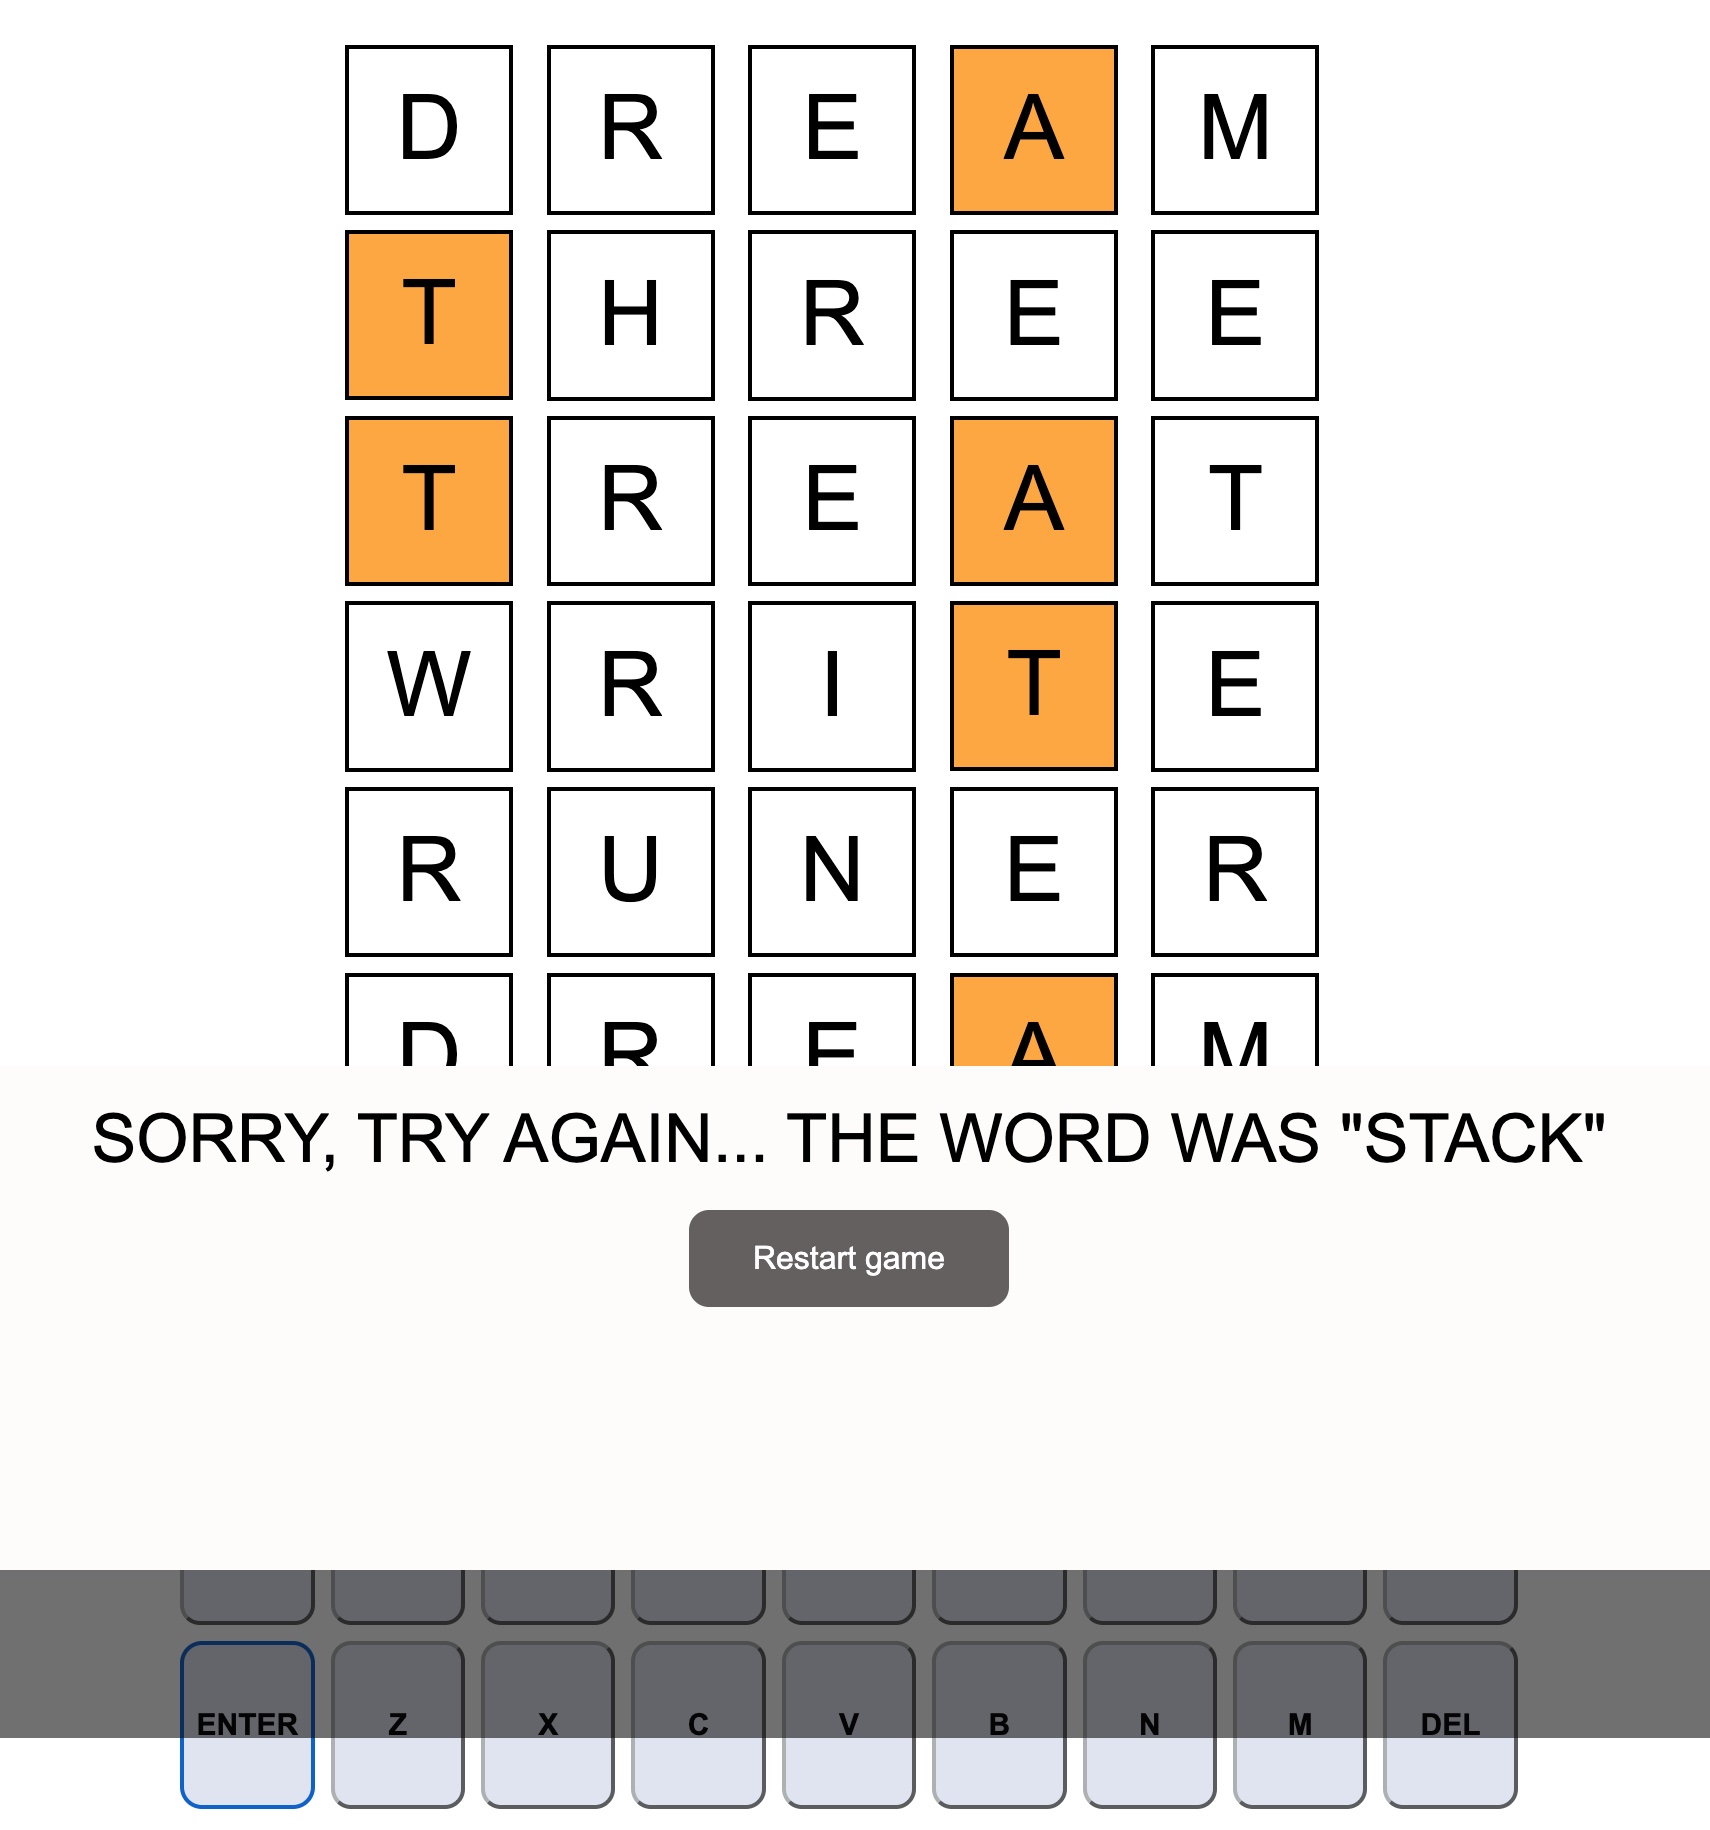 D R E A M
T H R E E
T R E A T
W R I T E
R U N E R
D R E A M
SORRY, TRY AGAIN... THE WORD WAS "STACK"
Restart game
ENTER Z X C V B N M DEL